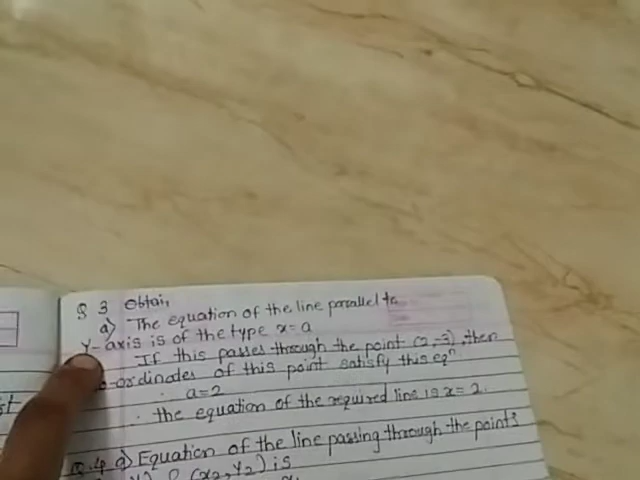 Q 3 Obtain
a) The equation of the line parallel to
Y-axis is of the type x = a
If this passes through the point (2,-3), then
co-ordinates of this point satisfy this eqn
∴ a=2
∴ the equation of the required line is x = 2.
Q.4 a) Equation of the line passing through the points
(x2, Y2) is